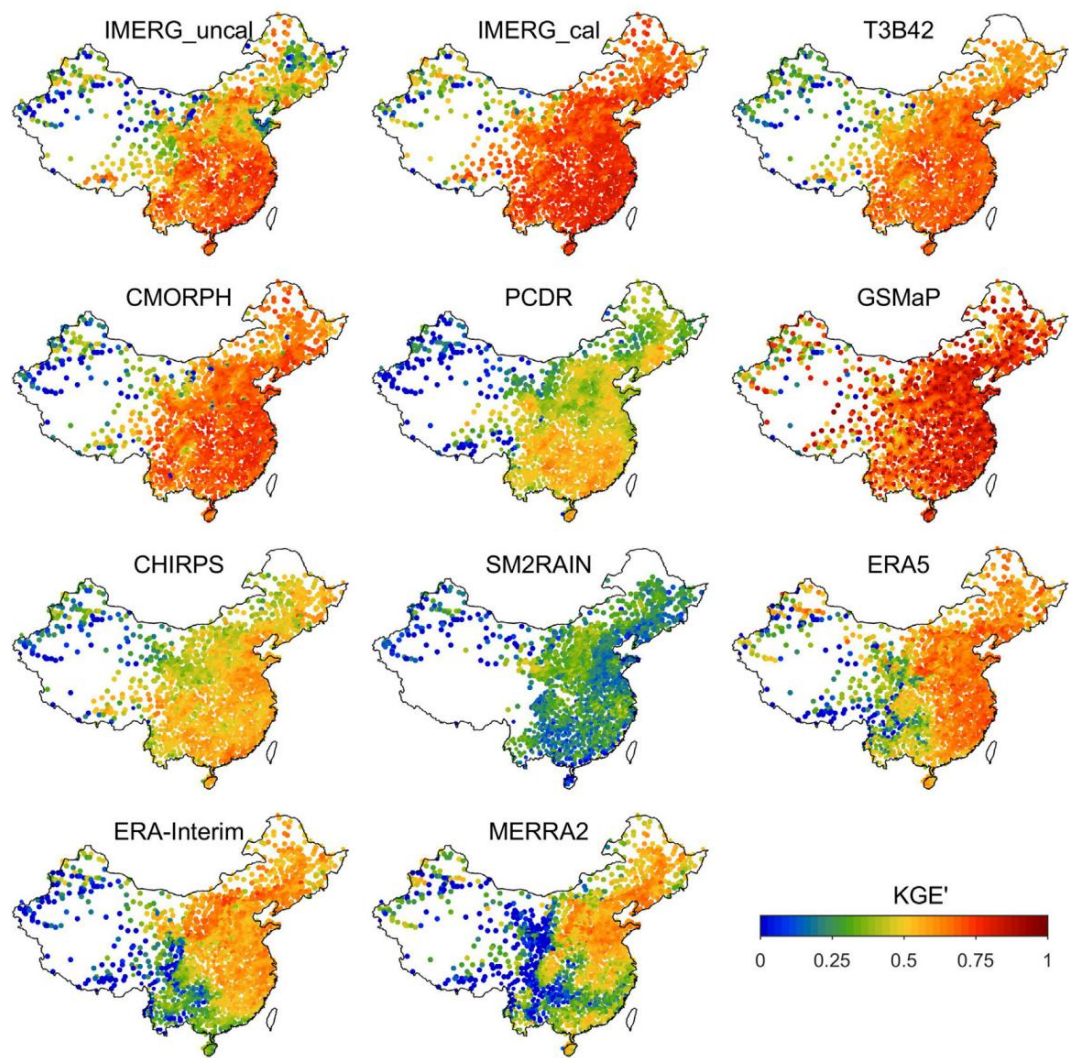 IMERG_uncal
IMERG_cal
T3B42
CMORPH
PCDR
GSMaP
CHIRPS
SM2RAIN
ERA5
ERA-Interim
MERRA2
KGE'
0 0.25 0.5 0.75 1